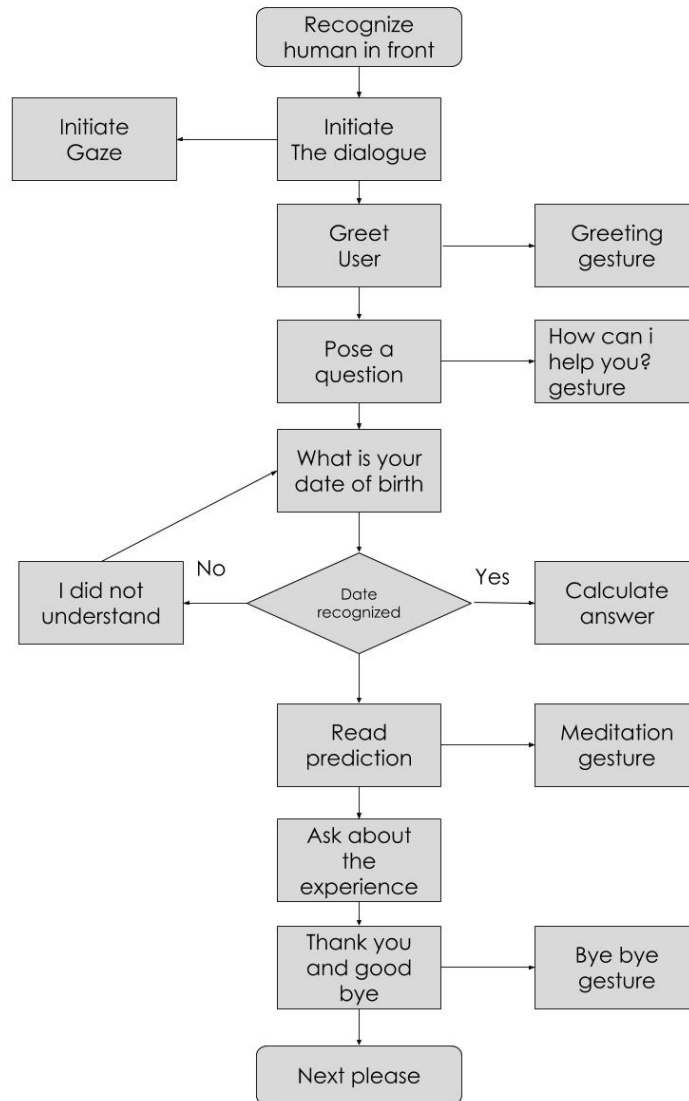 Recognize
human in front
Initiate
Gaze
Initiate
The dialogue
Greet
User
Greeting
gesture
Pose a
question
How can i
help you?
gesture
What is your
date of birth
No
Yes
I did not
understand
Date
recognized
Calculate
answer
Read
prediction
Meditation
gesture
Ask about
the
experience
Thank you
and good
bye
Bye bye
gesture
Next please